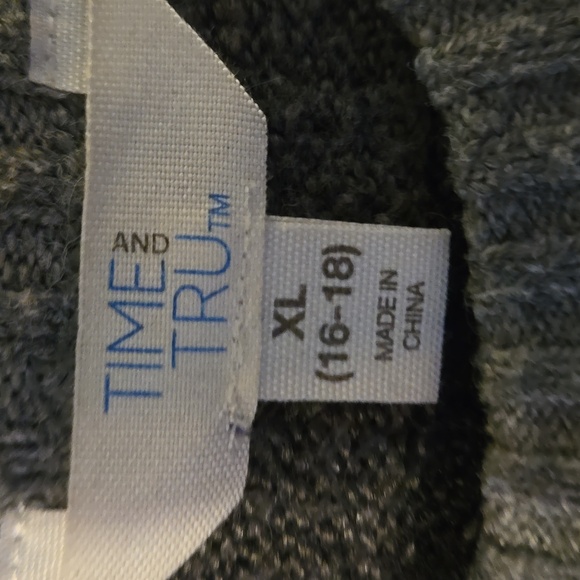 TIME AND
TRU™
XL
(16-18)
MADE IN
CHINA